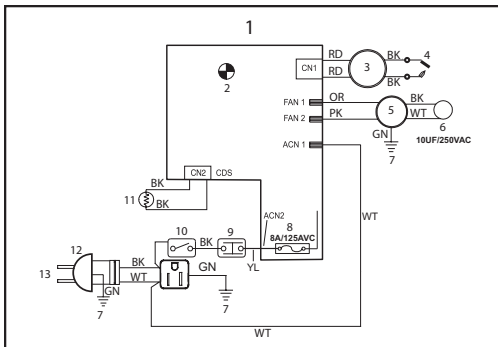 1
RD BK 4
CN1 3
RD BK
2
FAN 1 OR 5 BK
FAN 2 PK WT 6
GN 10UF/250VAC
ACN 1 7
CN2 CDS
BK
11 BK
WT
ACN2
10 BK 9 8
8A/125AVC
12 BK GN YL
13 WT
GN
7 7
WT